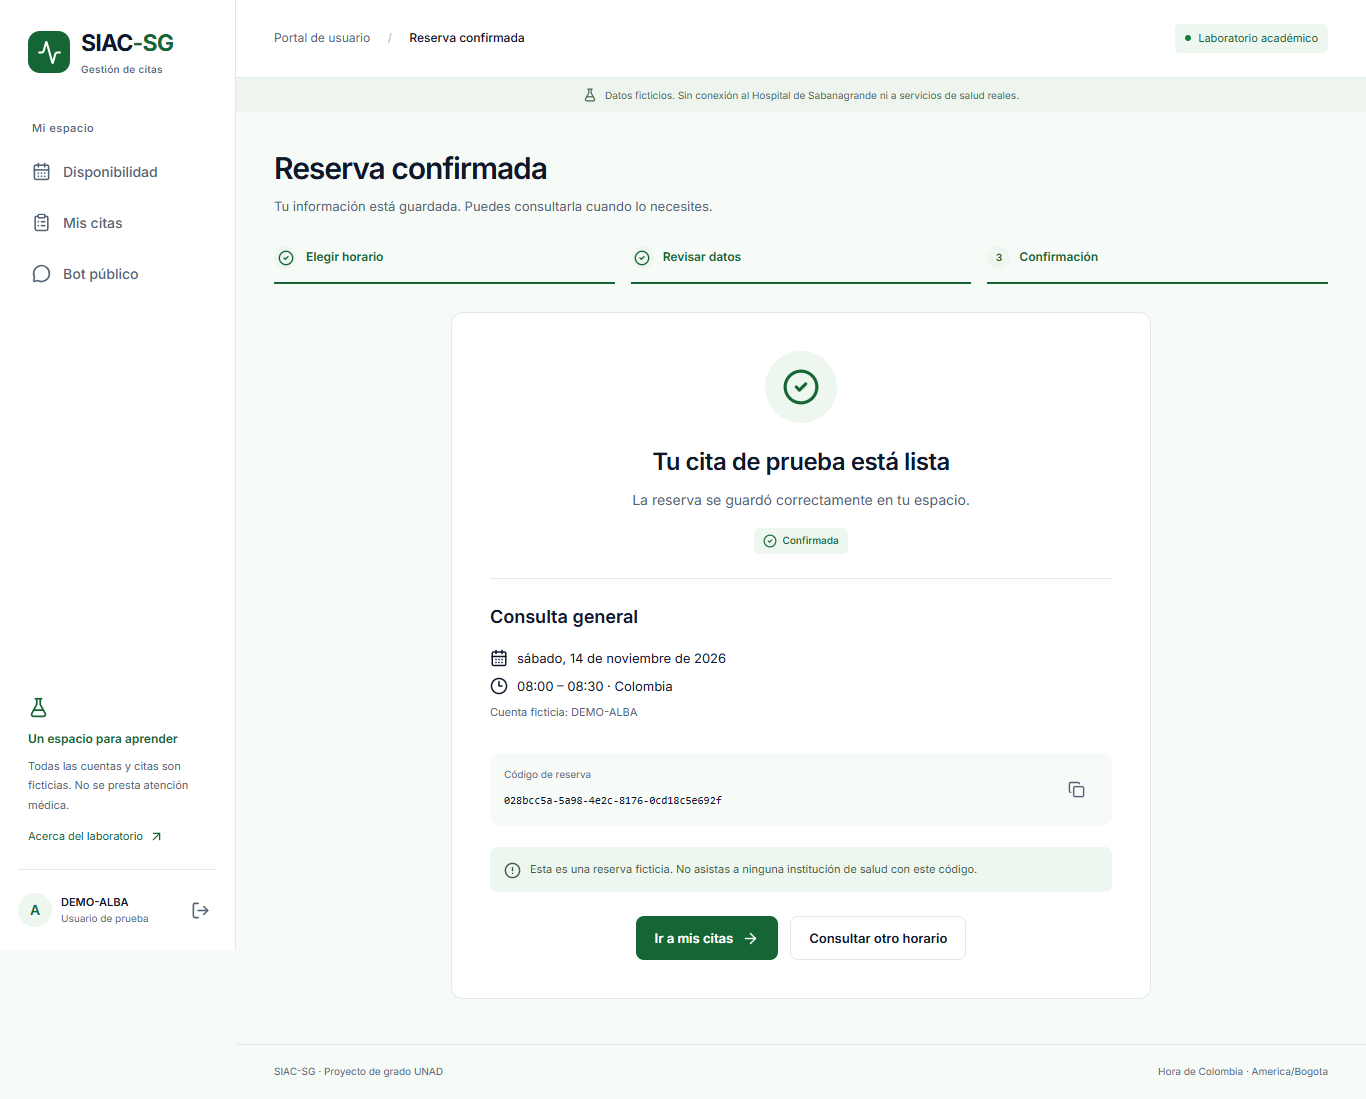 SIAC-SG
Gestión de citas
Mi espacio
Disponibilidad
Mis citas
Bot público
Un espacio para aprender
Todas las cuentas y citas son
ficticias. No se presta atención
médica.
Acerca del laboratorio
A
DEMO-ALBA
Usuario de prueba
Portal de usuario / Reserva confirmada
Laboratorio académico
Datos ficticios. Sin conexión al Hospital de Sabanagrande ni a servicios de salud reales.
Reserva confirmada
Tu información está guardada. Puedes consultarla cuando lo necesites.
Elegir horario
Revisar datos
3 Confirmación
Tu cita de prueba está lista
La reserva se guardó correctamente en tu espacio.
Confirmada
Consulta general
sábado, 14 de noviembre de 2026
08:00 – 08:30 · Colombia
Cuenta ficticia: DEMO-ALBA
Código de reserva
028bcc5a-5a98-4e2c-8176-0cd18c5e692f
Esta es una reserva ficticia. No asistas a ninguna institución de salud con este código.
Ir a mis citas
Consultar otro horario
SIAC-SG · Proyecto de grado UNAD
Hora de Colombia · America/Bogota